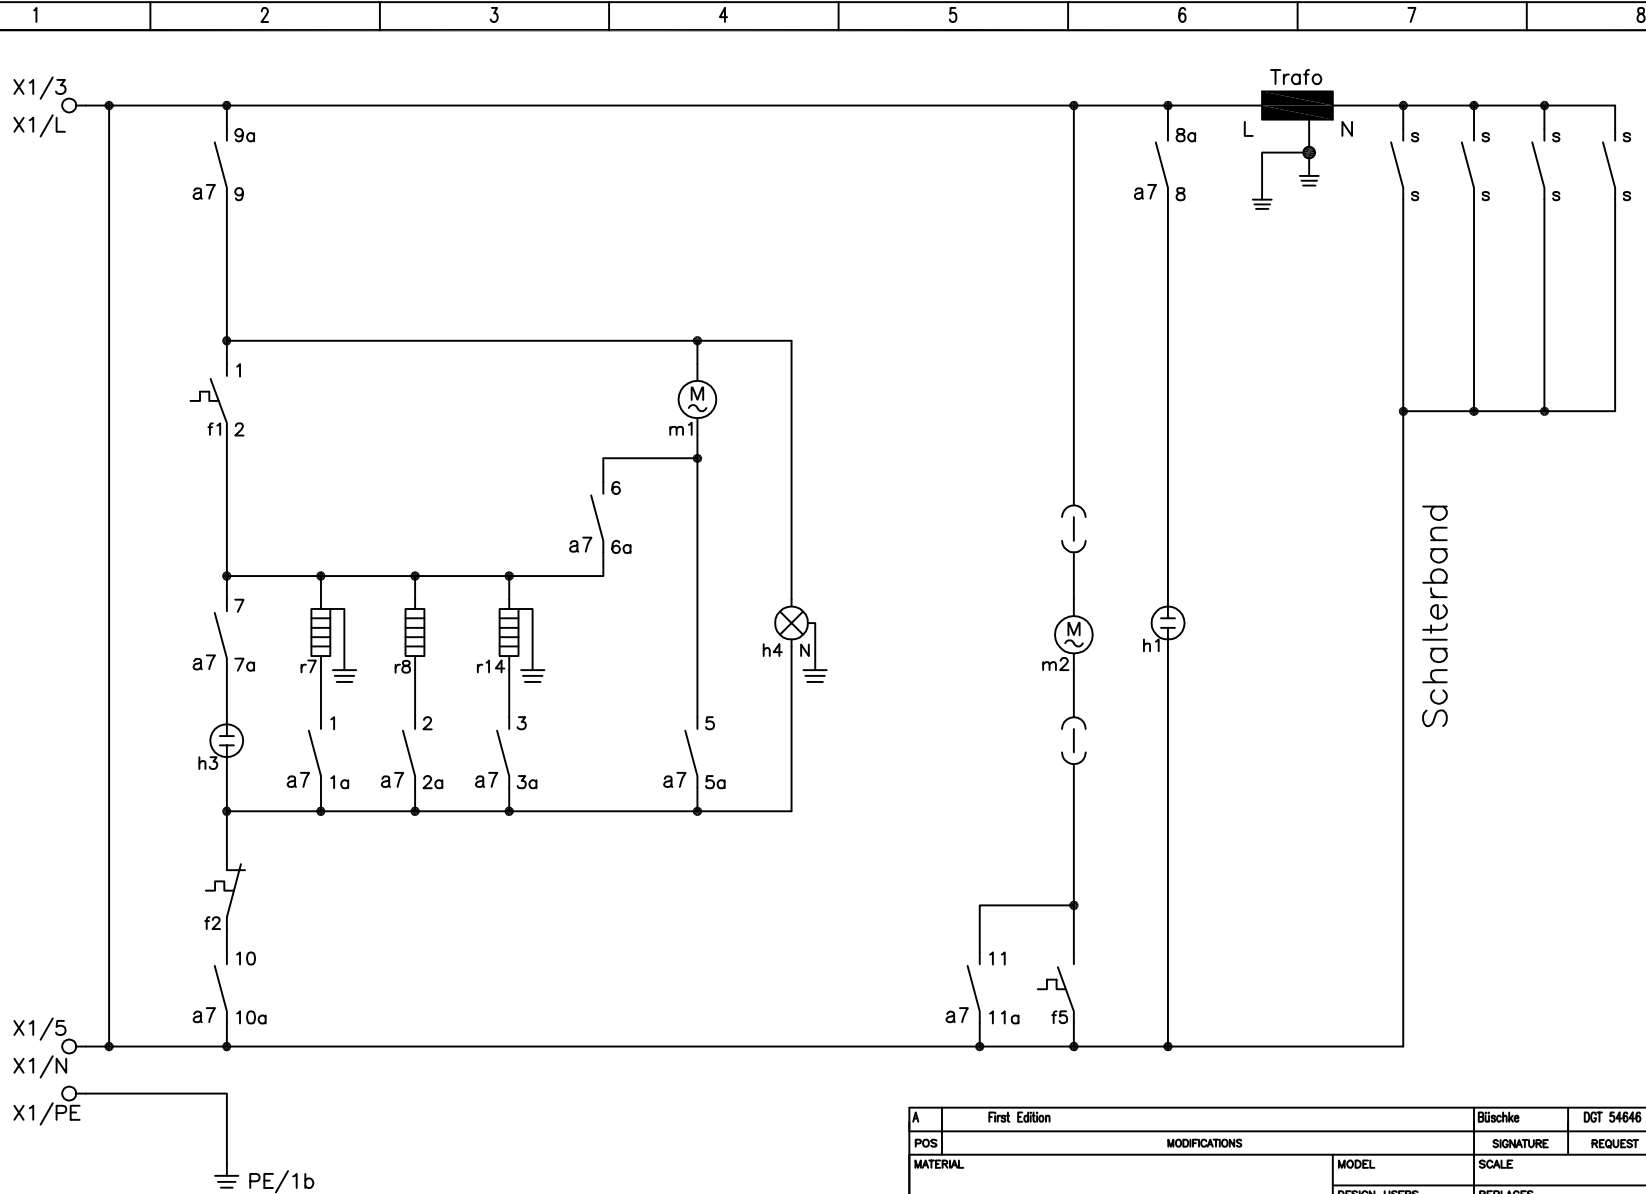 1 2 3 4 5 6 7 8
X1/3
X1/L
Trafo
L N
9a
a7 9
8a
a7 8
s s s s
s s s s
1
f1 2
M
m1
6
a7 6a
7
a7 7a
r7 r8 r14
h4 N
M
m2
h1
Schalterband
h3
1 2 3 5
a7 1a a7 2a a7 3a a7 5a
f2
10
a7 10a
11
a7 11a f5
X1/5
X1/N
X1/PE
PE/1b
A First Edition Büschke DGT 54646
POS MODIFICATIONS SIGNATURE REQUEST
MATERIAL MODEL SCALE
DESIGN USERS REPLACES